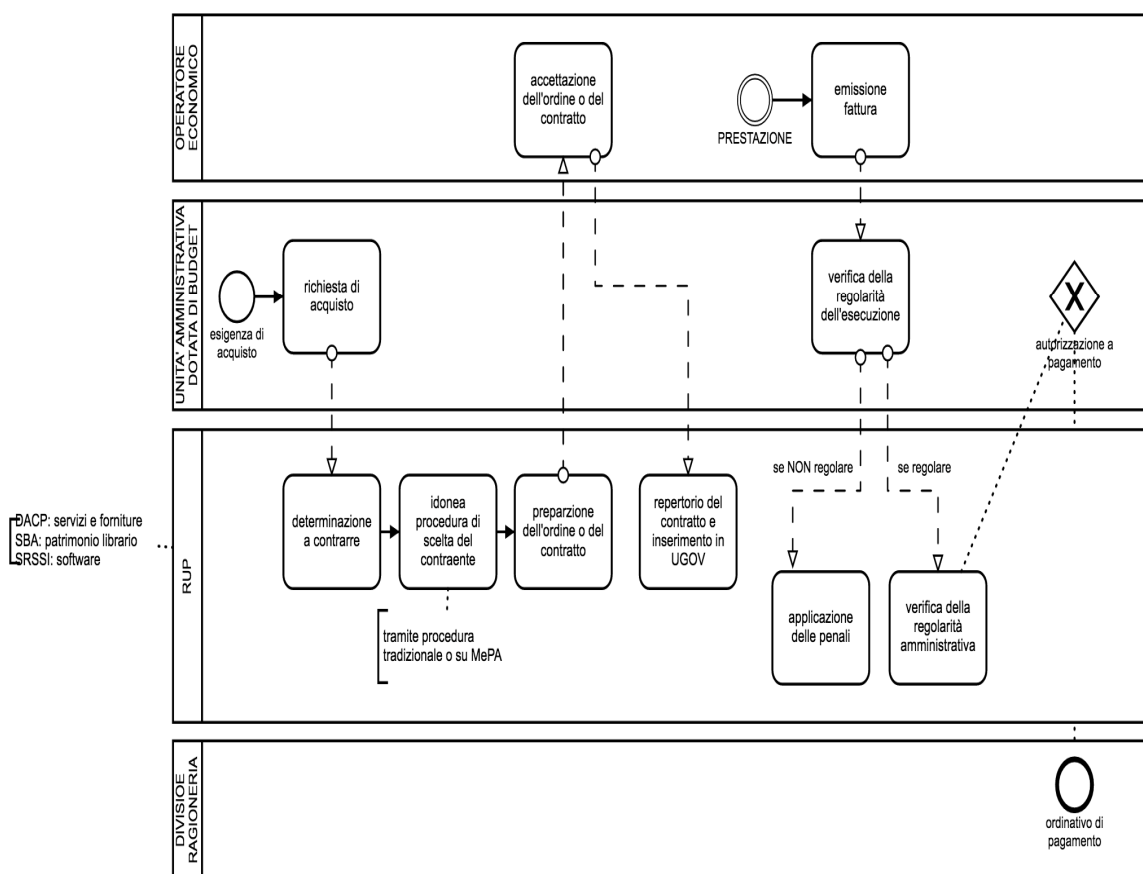 OPERATORE
ECONOMICO
accettazione
dell'ordine o del
contratto
PRESTAZIONE
emissione
fattura
UNITA' AMMINISTRATIVA
DOTATA DI BUDGET
esigenza di
acquisto
richiesta di
acquisto
verifica della
regolarità
dell'esecuzione
X
autorizzazione a
pagamento
DACP: servizi e forniture
SBA: patrimonio librario
SRSSI: software
RUP
determinazione
a contrarre
idonea
procedura di
scelta del
contraente
preparzione
dell'ordine o del
contratto
repertorio del
contratto e
inserimento in
UGOV
se NON regolare
se regolare
applicazione
delle penali
verifica della
regolarità
amministrativa
tramite procedura
tradizionale o su MePA
DIVISIOE
RAGIONERIA
ordinativo di
pagamento